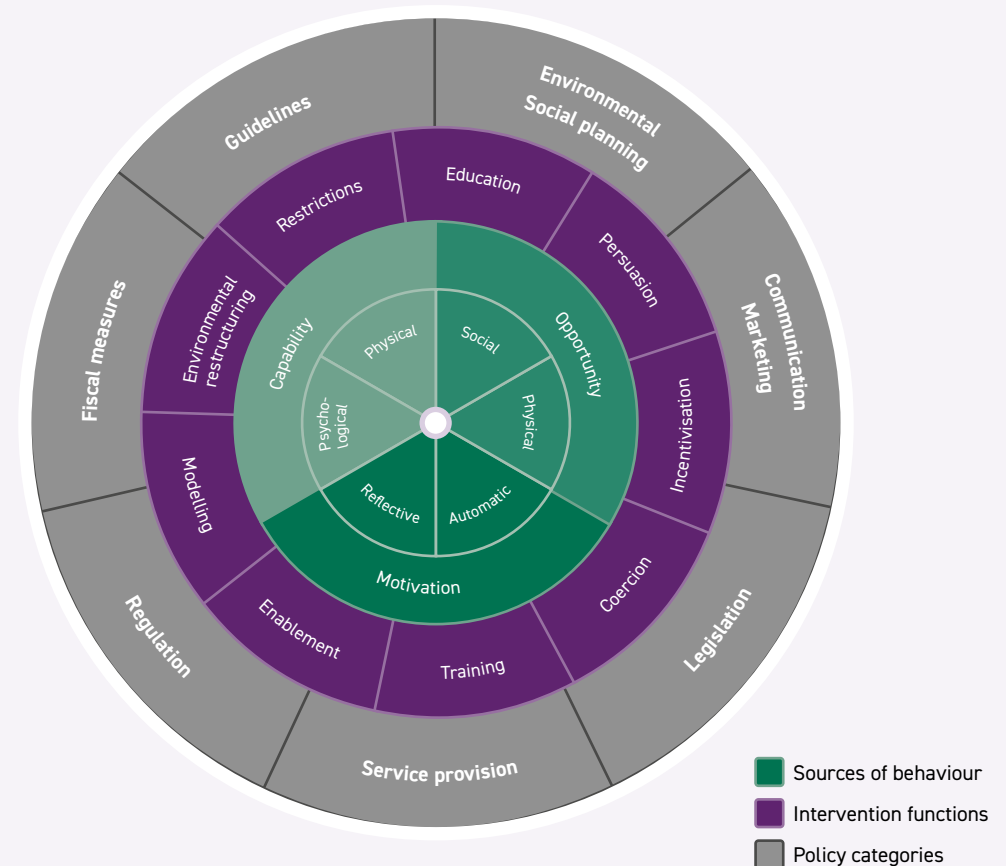 Environmental
Social planning
Communication
Marketing
Legislation
Service provision
Regulation
Fiscal measures
Guidelines
Education
Persuasion
Incentivisation
Coercion
Training
Enablement
Modelling
Environmental
restructuring
Restrictions
Opportunity
Motivation
Capability
Social
Physical
Automatic
Reflective
Psycho-
logical
Physical
Sources of behaviour
Intervention functions
Policy categories